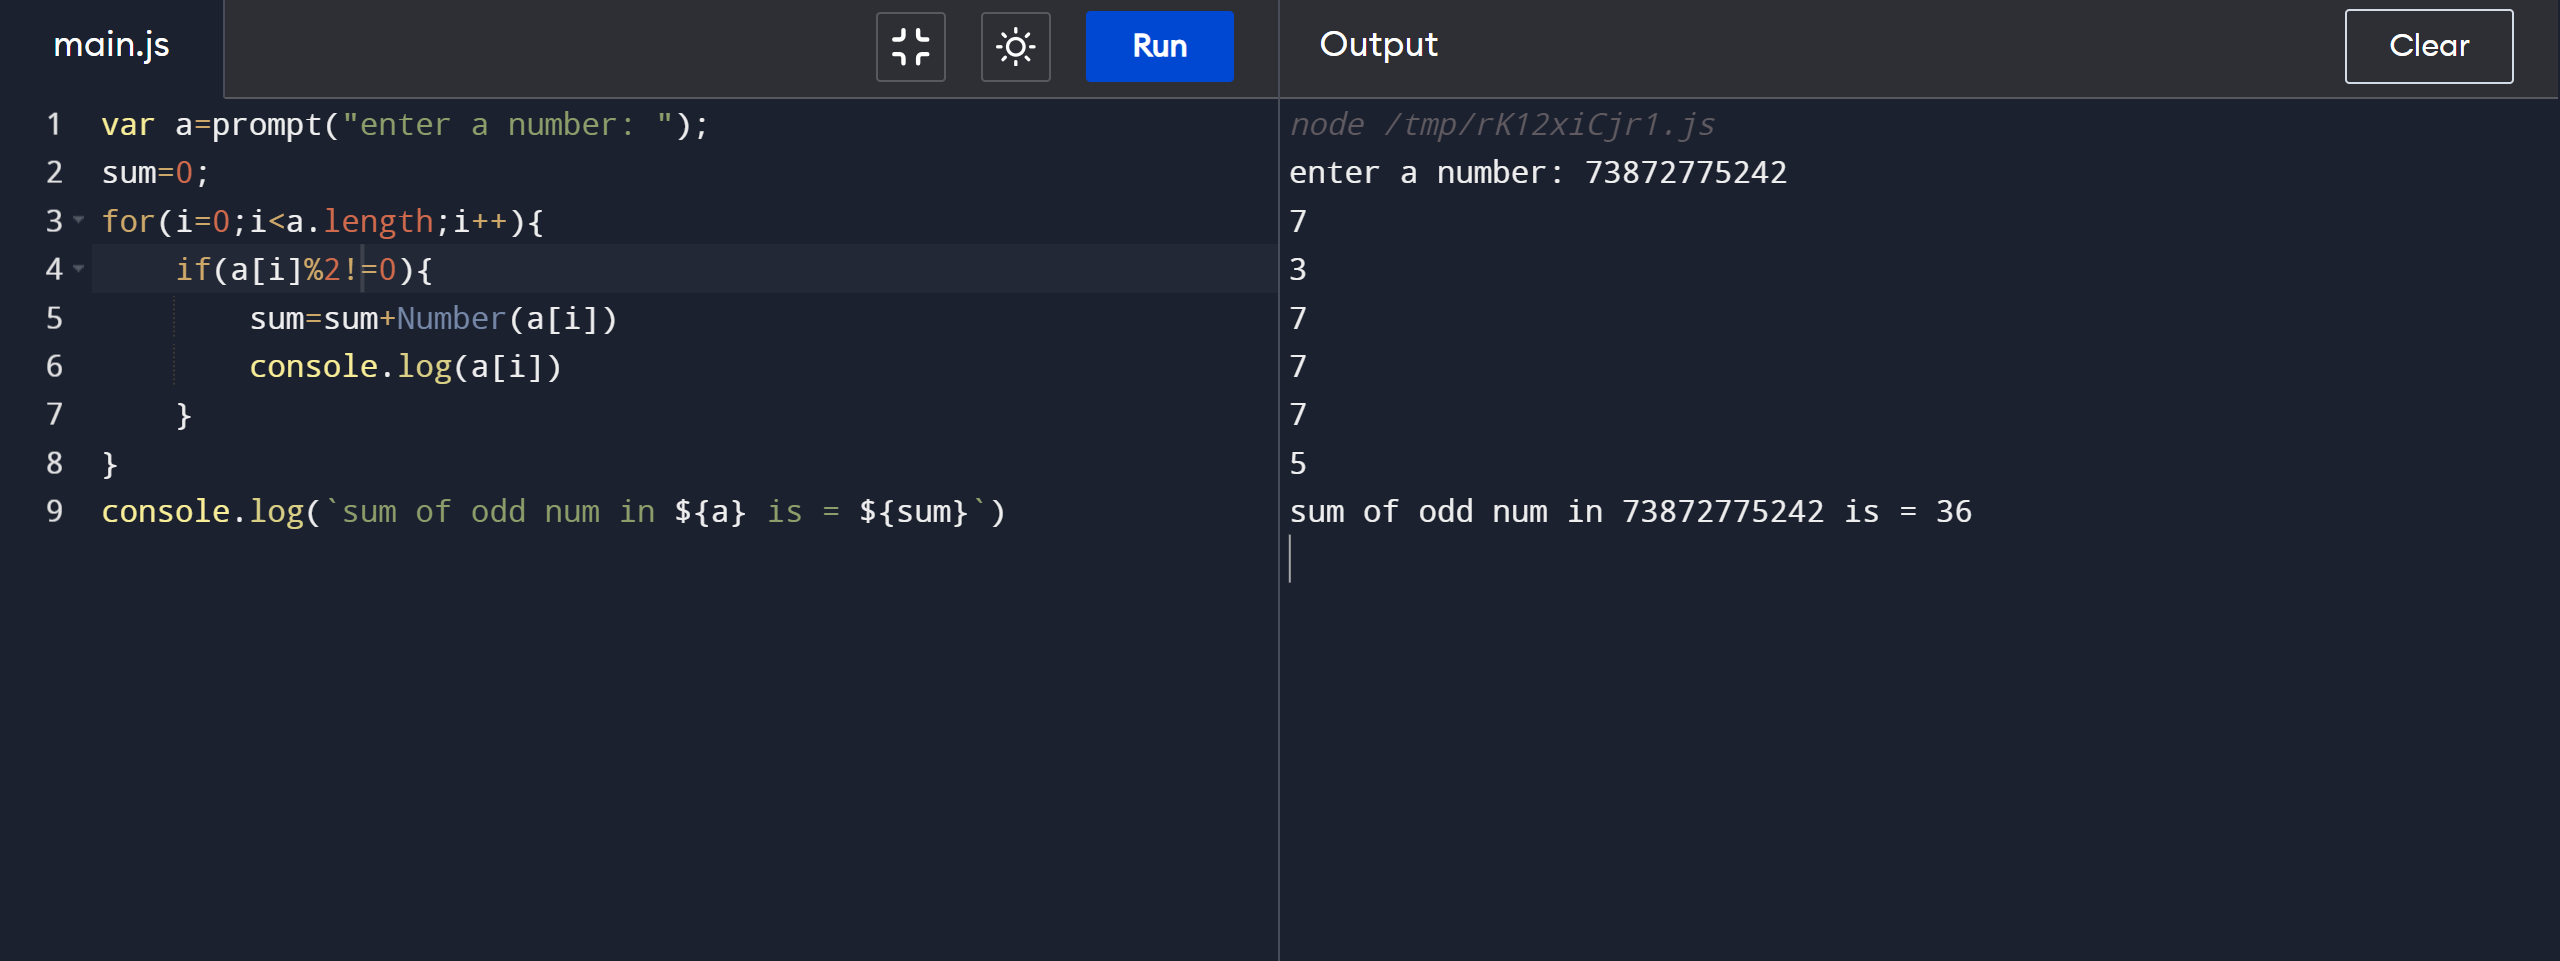 main.js
Run
Output
Clear
1 var a=prompt("enter a number: ");
2 sum=0;
3 for(i=0;i<a.length;i++){
4     if(a[i]%2!=0){
5         sum=sum+Number(a[i])
6         console.log(a[i])
7     }
8 }
9 console.log(`sum of odd num in ${a} is = ${sum}`)
node /tmp/rK12xiCjr1.js
enter a number: 73872775242
7
3
7
7
7
5
sum of odd num in 73872775242 is = 36